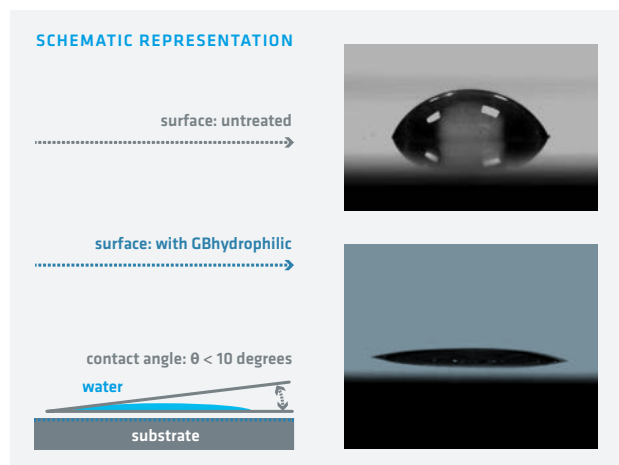 SCHEMATIC REPRESENTATION
surface: untreated
surface: with GBhydrophilic
contact angle: θ < 10 degrees
water
substrate